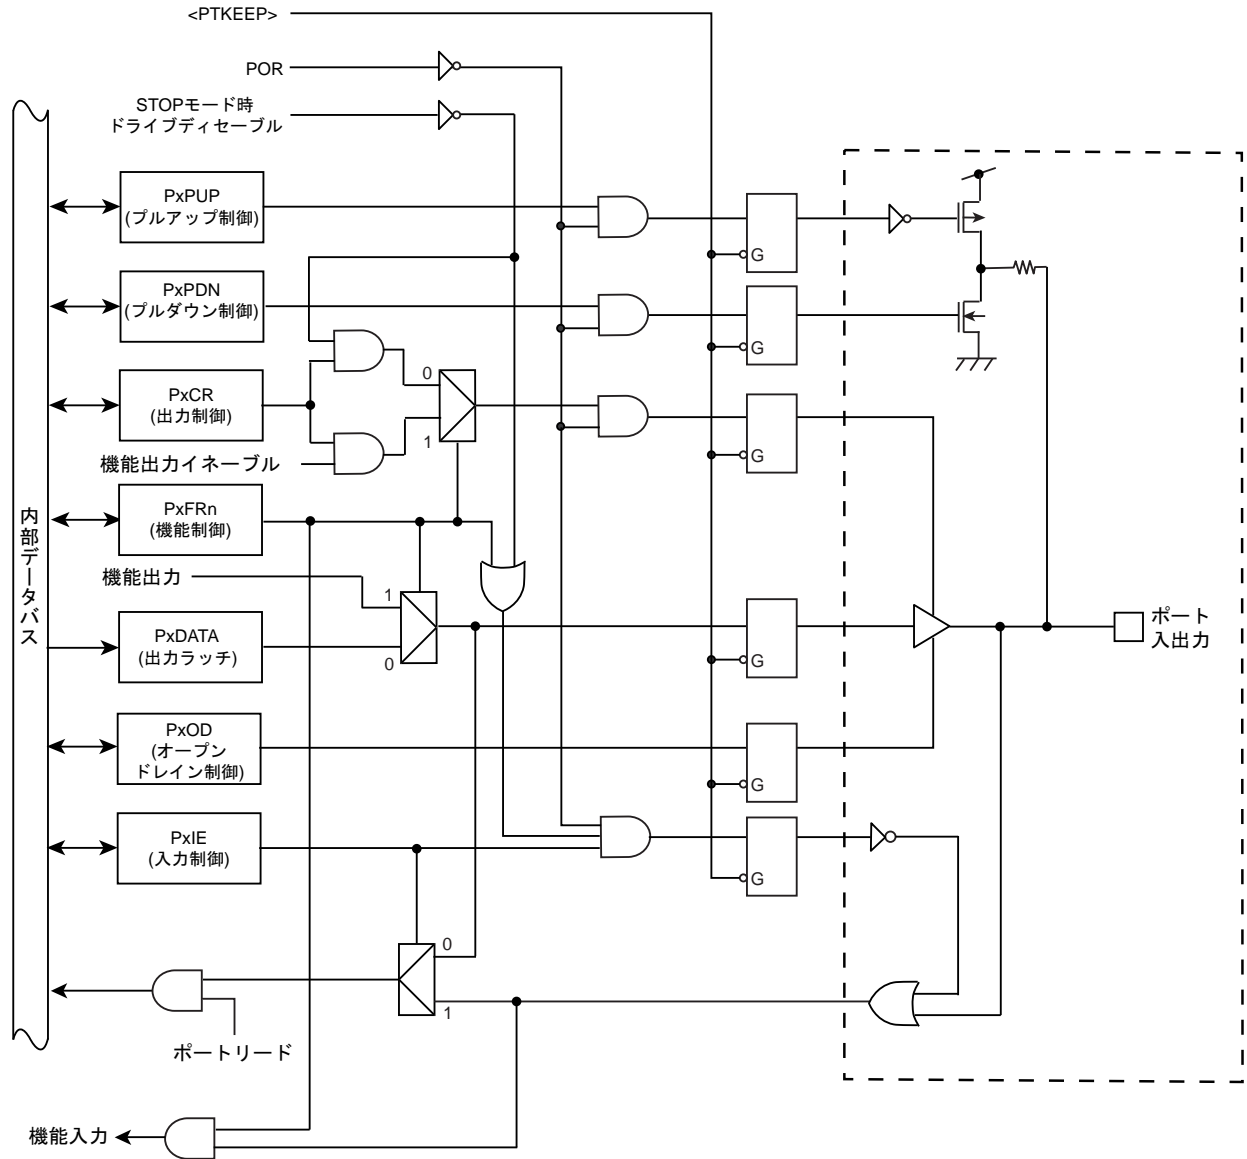 <PTKEEP>
POR
STOPモード時
ドライブディセーブル
PxPUP
(プルアップ制御)
G
PxPDN
(プルダウン制御)
G
PxCR
(出力制御)
0
1
G
機能出力イネーブル
PxFRn
(機能制御)
内部データバス
機能出力
1
PxDATA
(出力ラッチ)
0
G
ポート
入出力
PxOD
(オープン
ドレイン制御)
G
PxIE
(入力制御)
G
0
1
ポートリード
機能入力